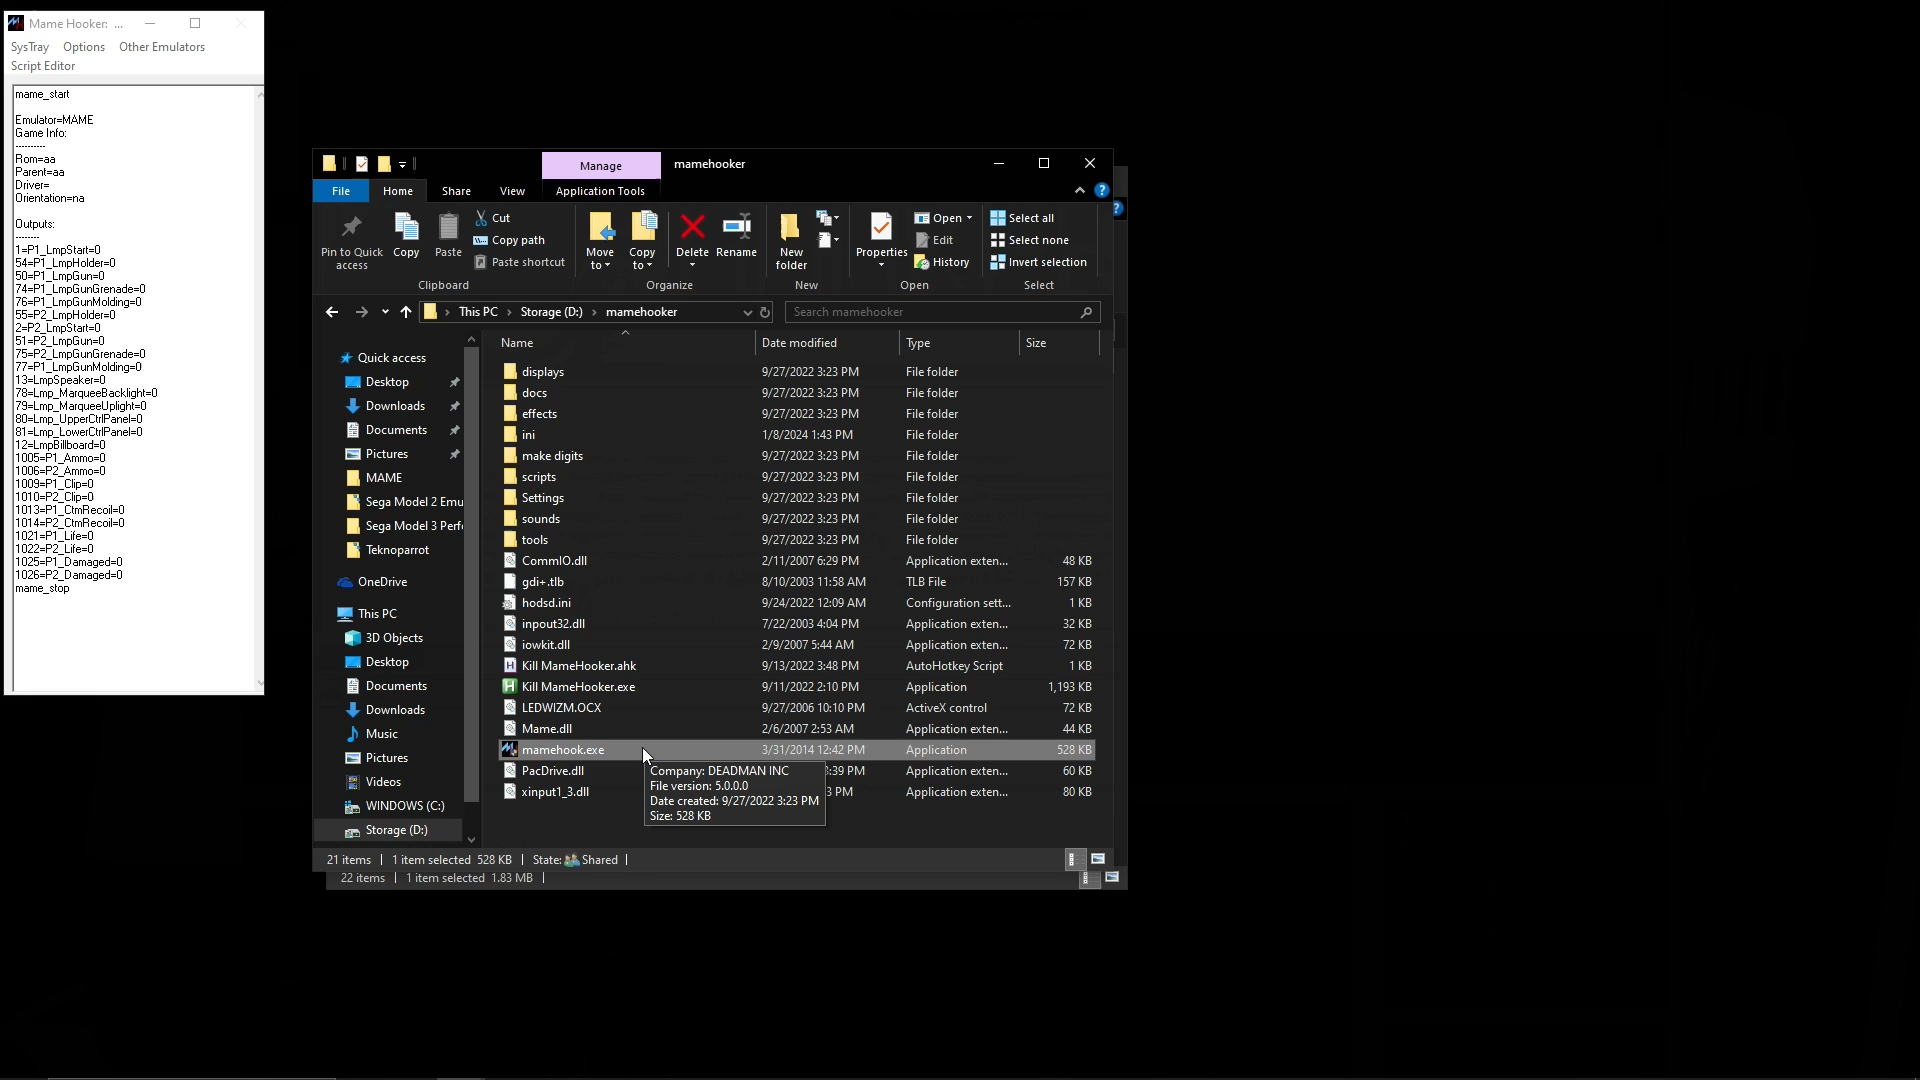 Mame Hooker: ...
SysTray Options Other Emulators
Script Editor
mame_start
Emulator=MAME
Game Info:
----------
Rom=aa
Parent=aa
Driver=
Orientation=na
Outputs:
--------
1=P1_LmpStart=0
54=P1_LmpHolder=0
50=P1_LmpGun=0
74=P1_LmpGunGrenade=0
76=P1_LmpGunMolding=0
55=P2_LmpHolder=0
2=P2_LmpStart=0
51=P2_LmpGun=0
75=P2_LmpGunGrenade=0
77=P1_LmpGunMolding=0
13=LmpSpeaker=0
78=Lmp_MarqueeBacklight=0
79=Lmp_MarqueeUplight=0
80=Lmp_UpperCtrlPanel=0
81=Lmp_LowerCtrlPanel=0
12=LmpBillboard=0
1005=P1_Ammo=0
1006=P2_Ammo=0
1009=P1_Clip=0
1010=P2_Clip=0
1013=P1_CtmRecoil=0
1014=P2_CtmRecoil=0
1021=P1_Life=0
1022=P2_Life=0
1025=P1_Damaged=0
1026=P2_Damaged=0
mame_stop
Manage mamehooker
File Home Share View Application Tools
Pin to Quick access
Copy
Paste
Cut
Copy path
Paste shortcut
Clipboard
Move to
Copy to
Delete
Rename
Organize
New folder
New
Properties
Open
Edit
History
Open
Select all
Select none
Invert selection
Select
This PC > Storage (D:) > mamehooker
Search mamehooker
Quick access
Desktop
Downloads
Documents
Pictures
MAME
Sega Model 2 Emu
Sega Model 3 Perf
Teknoparrot
OneDrive
This PC
3D Objects
Desktop
Documents
Downloads
Music
Pictures
Videos
WINDOWS (C:)
Storage (D:)
Name Date modified Type Size
displays 9/27/2022 3:23 PM File folder
docs 9/27/2022 3:23 PM File folder
effects 9/27/2022 3:23 PM File folder
ini 1/8/2024 1:43 PM File folder
make digits 9/27/2022 3:23 PM File folder
scripts 9/27/2022 3:23 PM File folder
Settings 9/27/2022 3:23 PM File folder
sounds 9/27/2022 3:23 PM File folder
tools 9/27/2022 3:23 PM File folder
CommIO.dll 2/11/2007 6:29 PM Application exten... 48 KB
gdi+.tlb 8/10/2003 11:58 AM TLB File 157 KB
hodsd.ini 9/24/2022 12:09 AM Configuration sett... 1 KB
inpout32.dll 7/22/2003 4:04 PM Application exten... 32 KB
iowkit.dll 2/9/2007 5:44 AM Application exten... 72 KB
Kill MameHooker.ahk 9/13/2022 3:48 PM AutoHotkey Script 1 KB
Kill MameHooker.exe 9/11/2022 2:10 PM Application 1,193 KB
LEDWIZM.OCX 9/27/2006 10:10 PM ActiveX control 72 KB
Mame.dll 2/6/2007 2:53 AM Application exten... 44 KB
mamehook.exe 3/31/2014 12:42 PM Application 528 KB
PacDrive.dll :39 PM Application exten... 60 KB
xinput1_3.dll 3 PM Application exten... 80 KB
Company: DEADMAN INC
File version: 5.0.0.0
Date created: 9/27/2022 3:23 PM
Size: 528 KB
21 items 1 item selected 528 KB State: Shared
22 items 1 item selected 1.83 MB